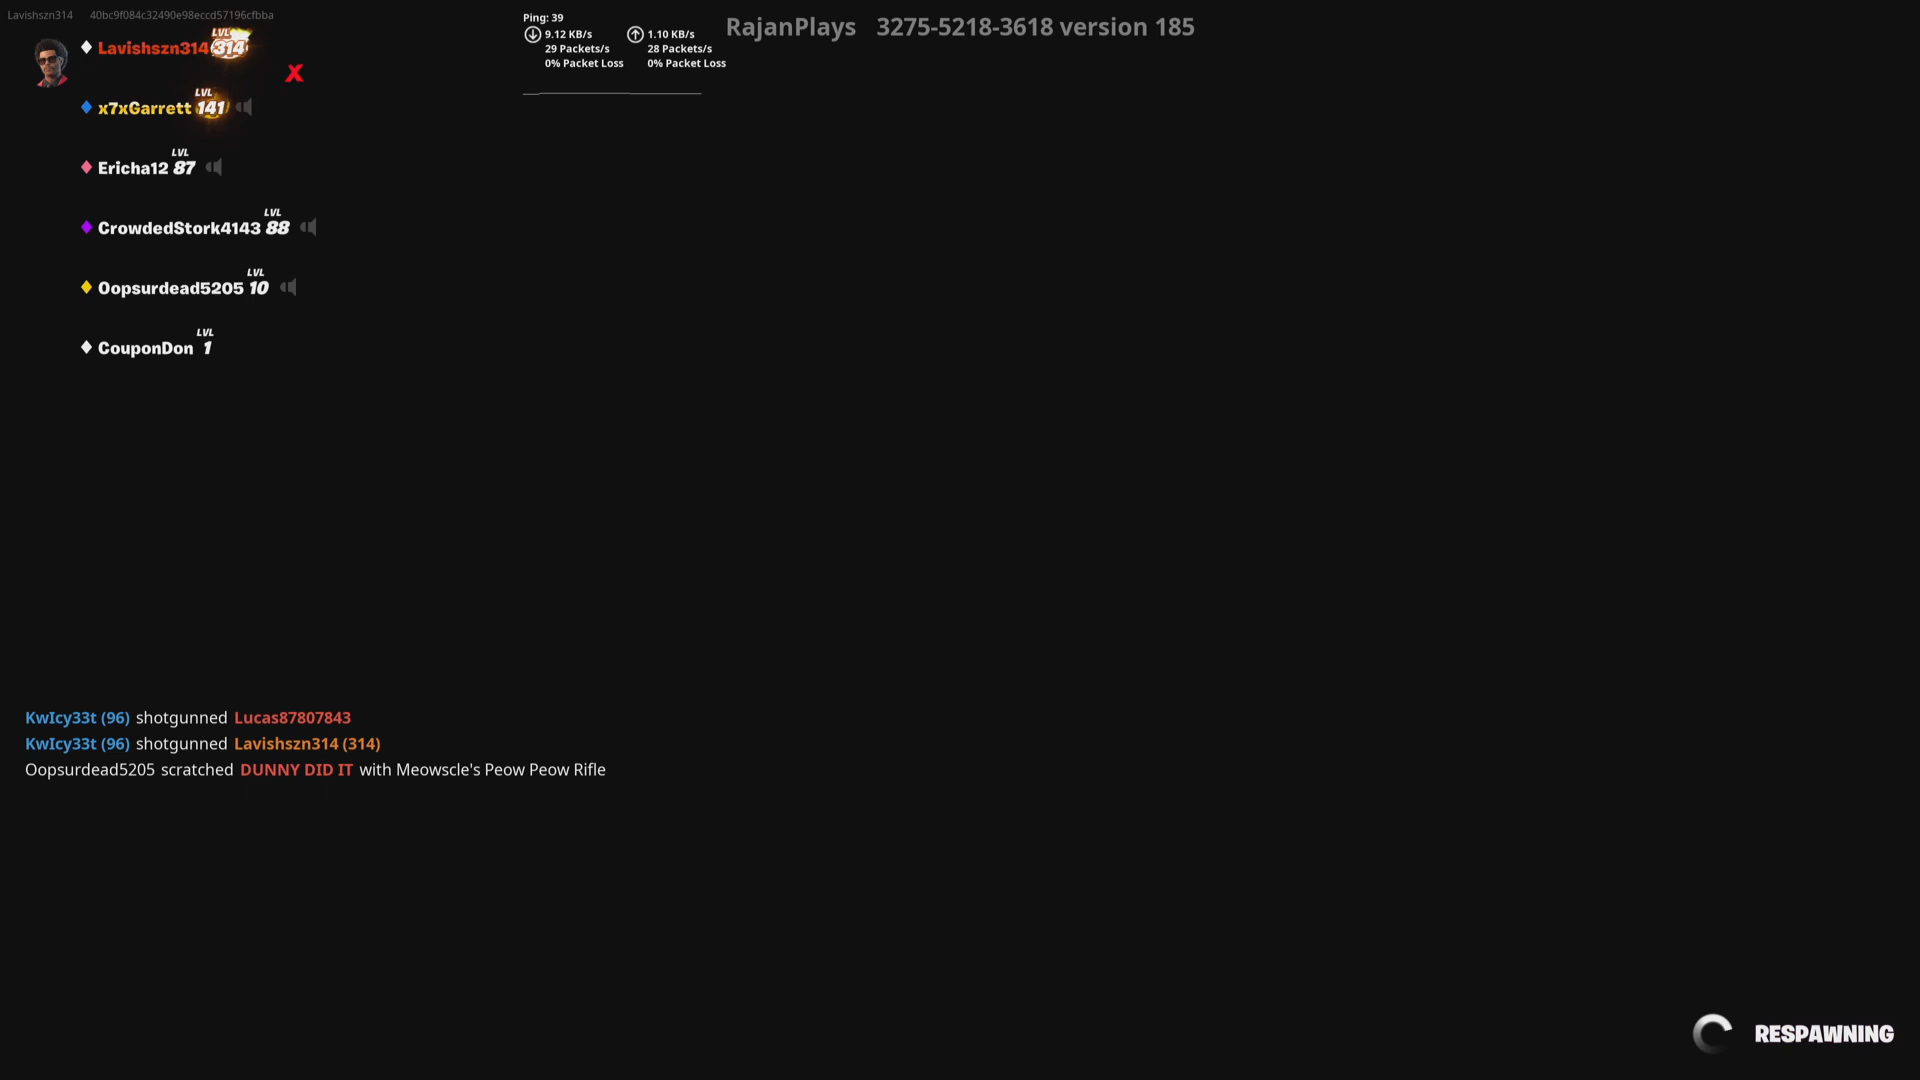 Lavishszn314 40bc9f084c32490e98eccd57196cfbba
Ping: 39
9.12 KB/s 1.10 KB/s
29 Packets/s 28 Packets/s
0% Packet Loss 0% Packet Loss
RajanPlays 3275-5218-3618 version 185
LVL
Lavishszn314 314
X
LVL
x7xGarrett 141
LVL
Ericha12 87
LVL
CrowdedStork4143 88
LVL
Oopsurdead5205 10
LVL
CouponDon 1
KwIcy33t (96) shotgunned Lucas87807843
KwIcy33t (96) shotgunned Lavishszn314 (314)
Oopsurdead5205 scratched DUNNY DID IT with Meowscle's Peow Peow Rifle
RESPAWNING